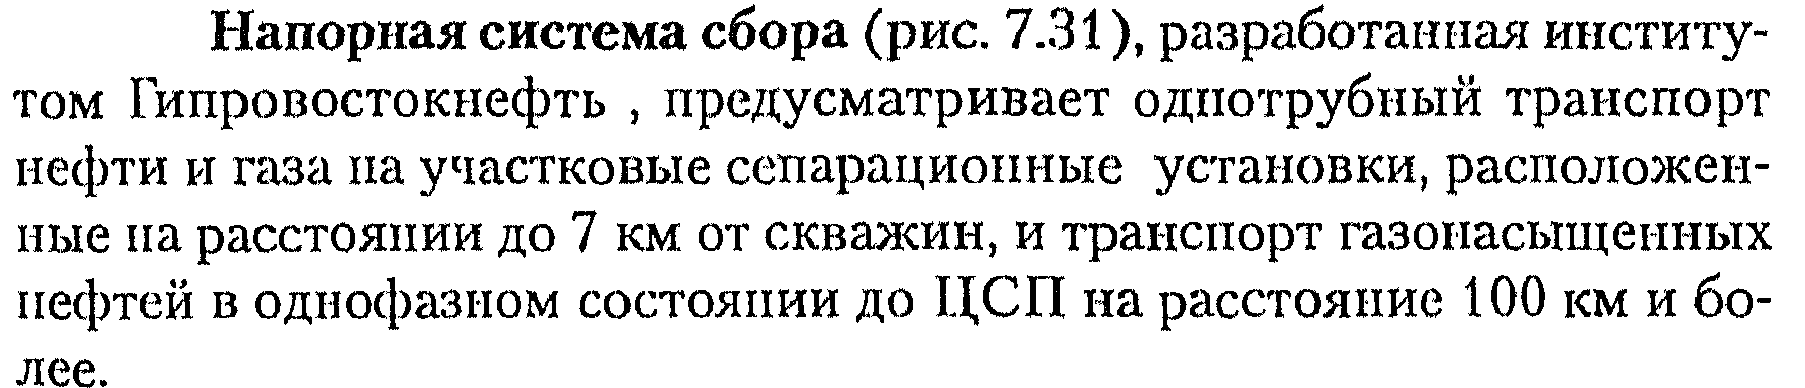 Напорная система сбора (рис. 7.31), разработанная институ-
том Гипровостокнефть , предусматривает однотрубный транспорт
нефти и газа на участковые сепарационные установки, расположен-
ные на расстоянии до 7 км от скважин, и транспорт газонасыщенных
нефтей в однофазном состоянии до ЦСП на расстояние 100 км и бо-
лее.